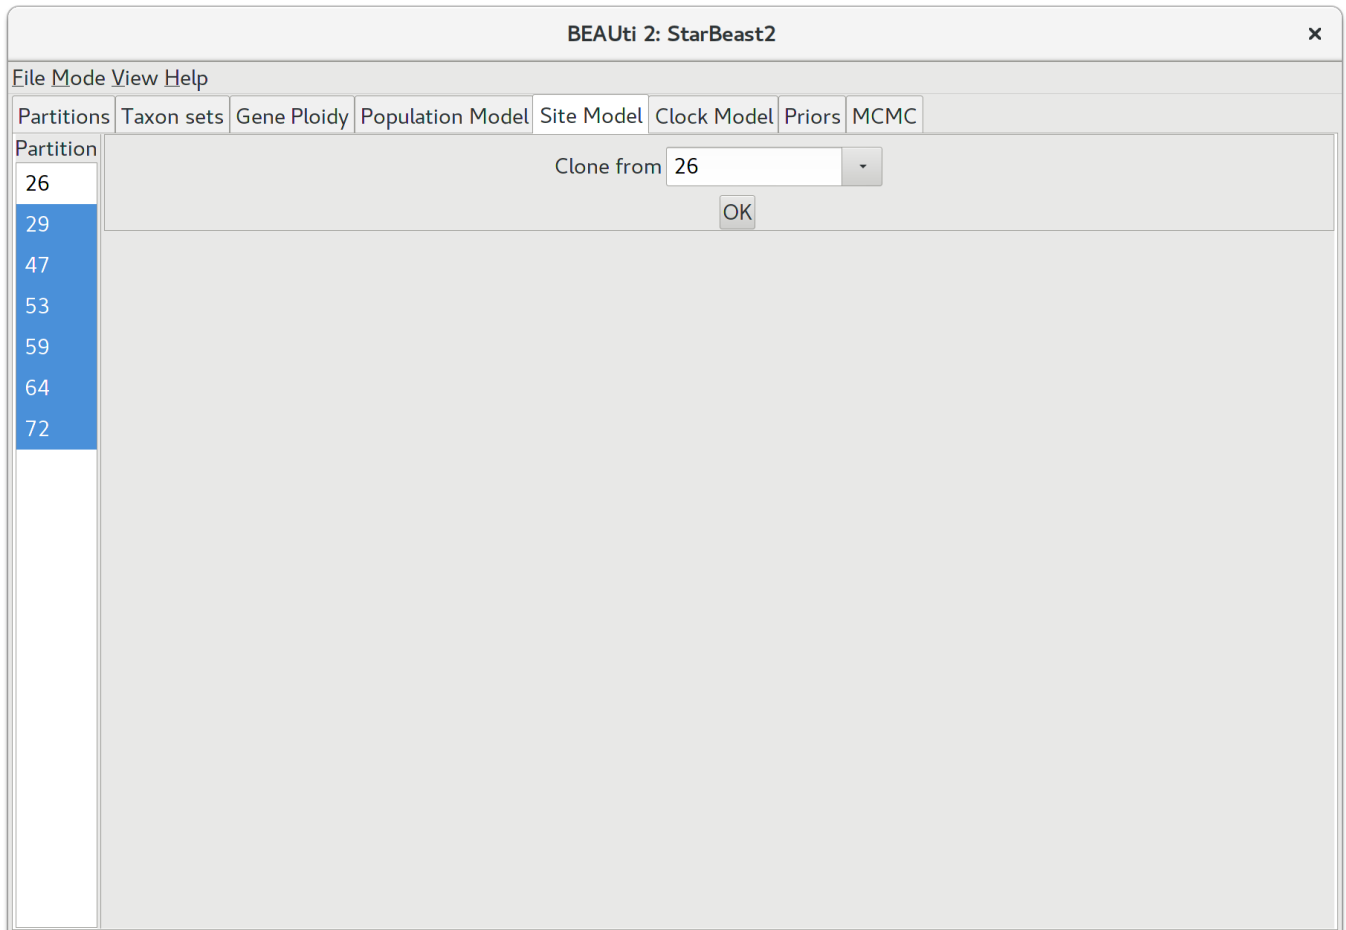 BEAUti 2: StarBeast2
File Mode View Help
Partitions Taxon sets Gene Ploidy Population Model Site Model Clock Model Priors MCMC
Partition
Clone from 26
OK
26
29
47
53
59
64
72